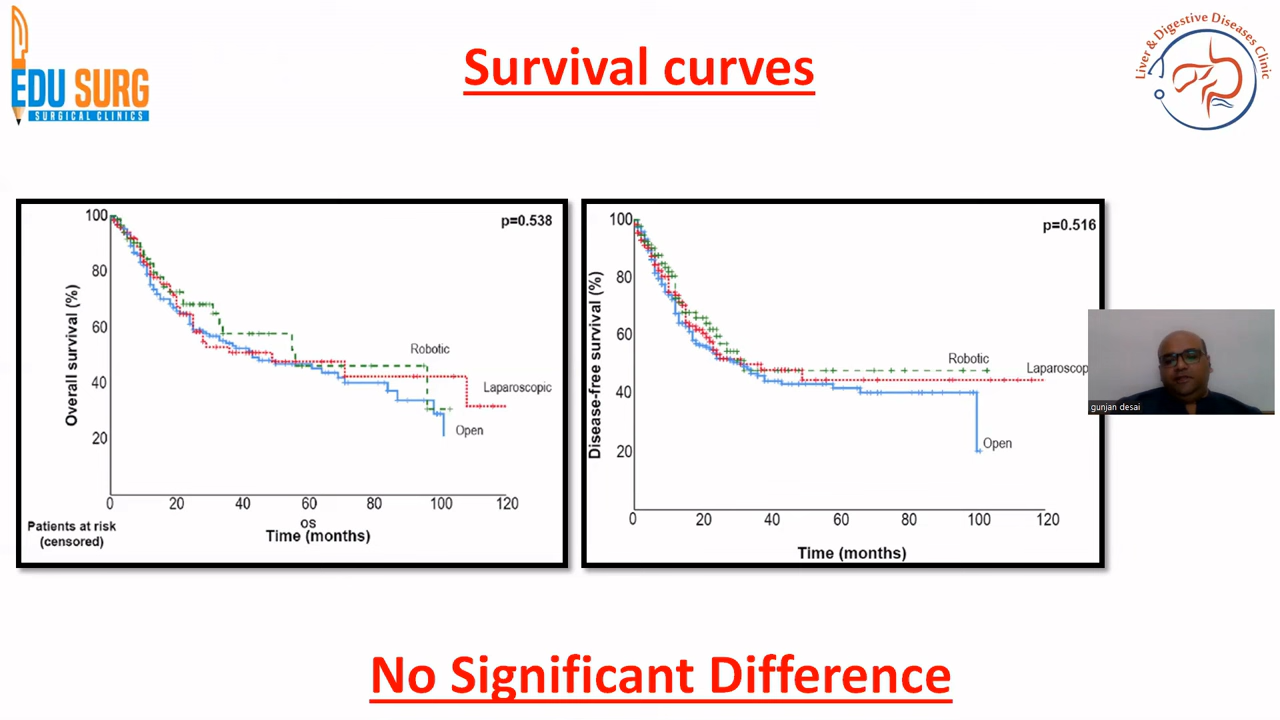 EDU SURG
SURGICAL CLINICS
Survival curves
Liver & Digestive Diseases Clinic
p=0.538
100
80
60
40
20
Overall survival (%)
Robotic
Laparoscopic
Open
0 20 40 60 80 100 120
OS
Time (months)
Patients at risk
(censored)
p=0.516
100
80
60
40
20
Disease-free survival (%)
Robotic
Laparoscop
Open
0 20 40 60 80 100 120
Time (months)
gunjan desai
No Significant Difference